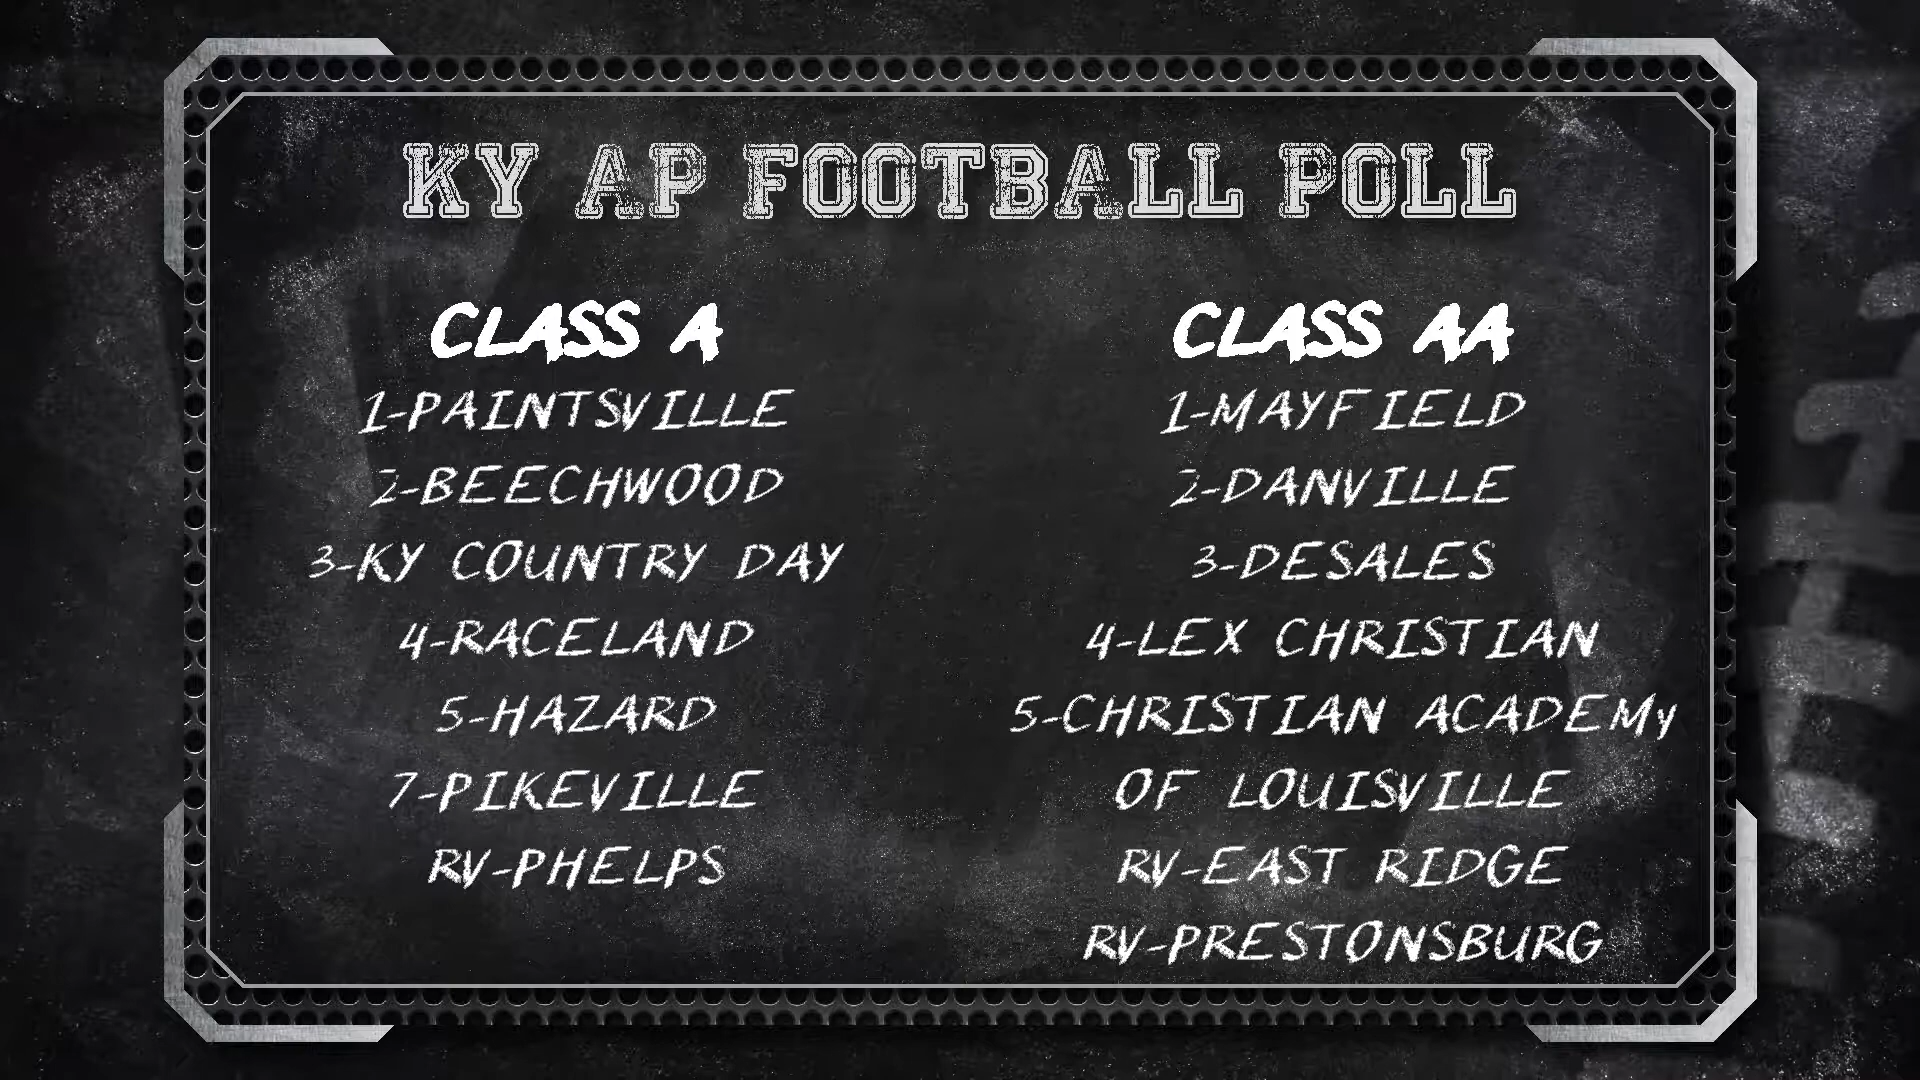 KY AP FOOTBALL POLL
CLASS A
1-PAINTSVILLE
2-BEECHWOOD
3-KY COUNTRY DAY
4-RACELAND
5-HAZARD
7-PIKEVILLE
RV-PHELPS
CLASS AA
1-MAYFIELD
2-DANVILLE
3-DESALES
4-LEX CHRISTIAN
5-CHRISTIAN ACADEMy
OF LOUISVILLE
RV-EAST RIDGE
RV-PRESTONSBURG